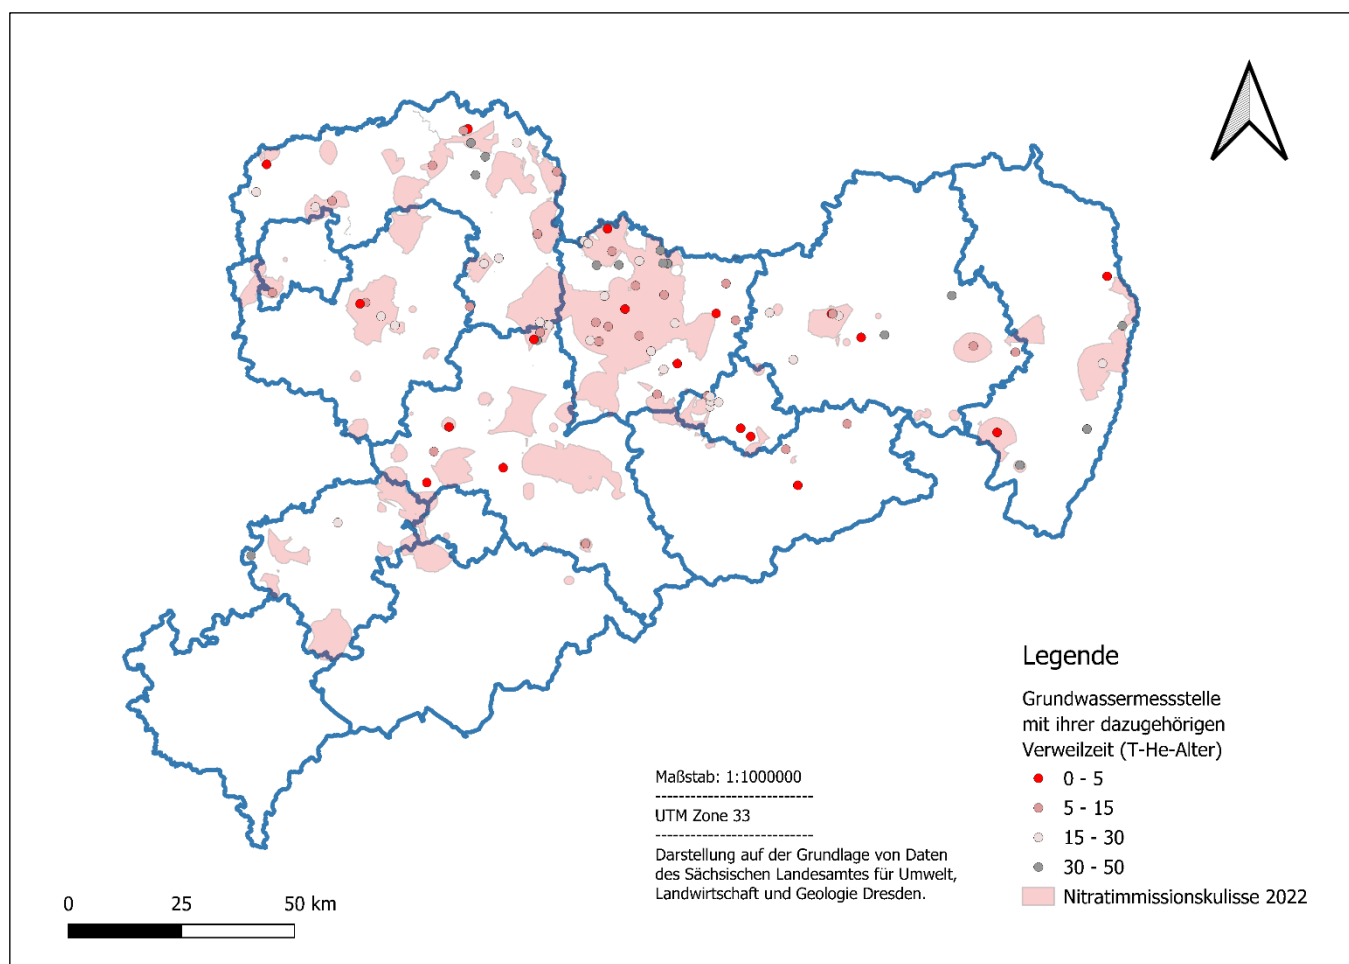 Legende
Grundwassermessstelle
mit ihrer dazugehörigen
Verweilzeit (T-He-Alter)
0 - 5
5 - 15
15 - 30
30 - 50
Nitratimmissionskulisse 2022
Maßstab: 1:1000000
---------------------------
UTM Zone 33
---------------------------
Darstellung auf der Grundlage von Daten
des Sächsischen Landesamtes für Umwelt,
Landwirtschaft und Geologie Dresden.
0 25 50 km